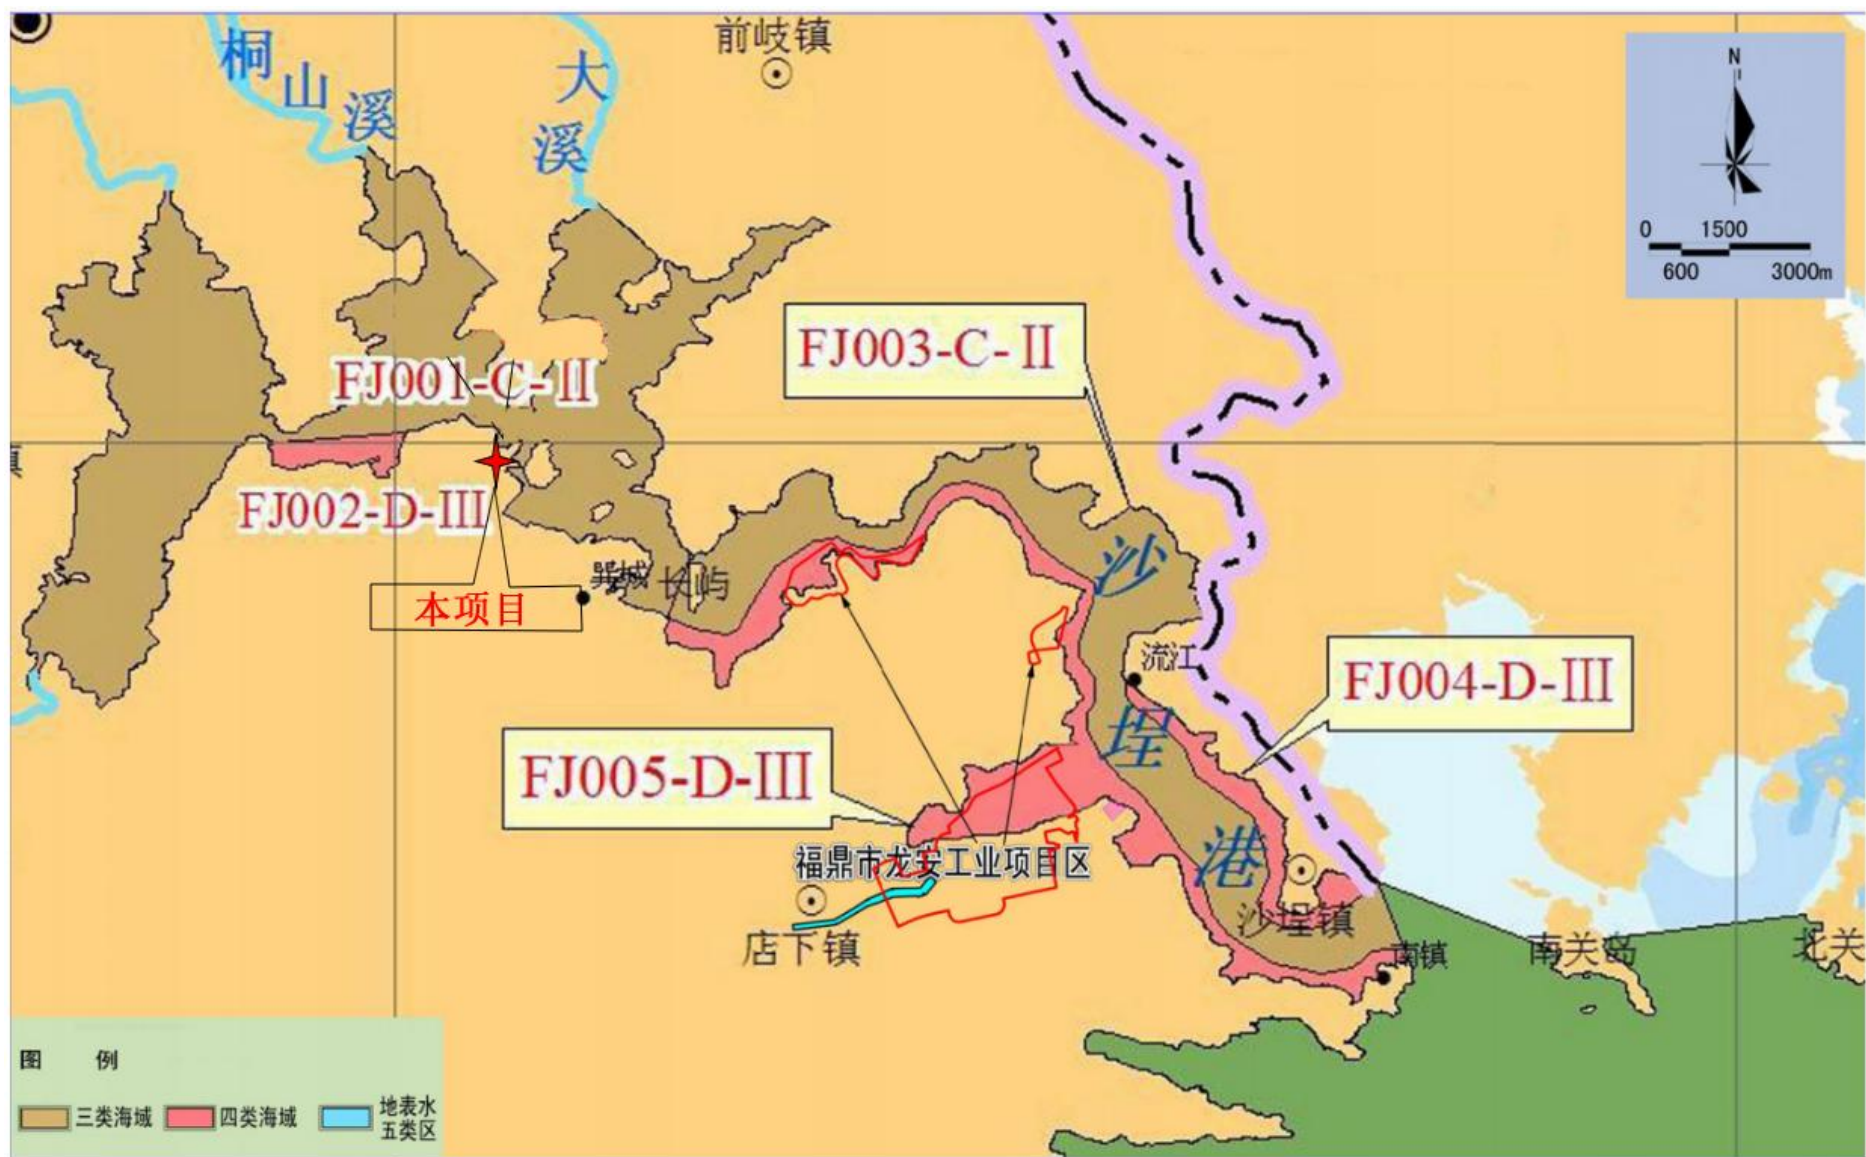 前岐镇
桐山溪
大溪
N
0 1500
600 3000m
FJ001-C-Ⅱ
FJ003-C-Ⅱ
FJ002-D-Ⅲ
沙埕港
巽城
长屿
本项目
流江
FJ004-D-Ⅲ
FJ005-D-Ⅲ
福鼎市龙安工业项目区
店下镇
沙埕镇
南镇
南关岛
北关
图 例
三类海域
四类海域
地表水
五类区